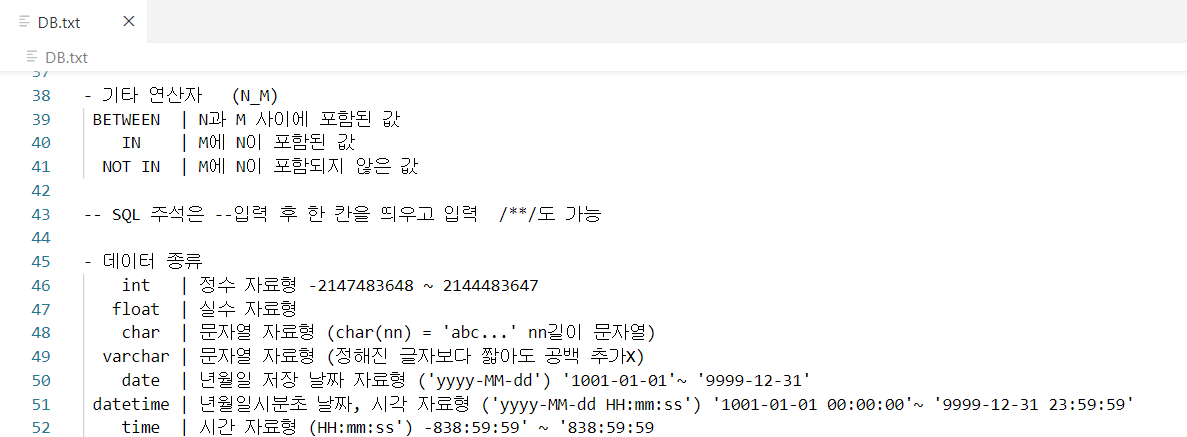 DB.txt
DB.txt
37
38 - 기타 연산자 (N_M)
39 BETWEEN | N과 M 사이에 포함된 값
40 IN | M에 N이 포함된 값
41 NOT IN | M에 N이 포함되지 않은 값
42
43 -- SQL 주석은 --입력 후 한 칸을 띄우고 입력 /**/도 가능
44
45 - 데이터 종류
46 int | 정수 자료형 -2147483648 ~ 2144483647
47 float | 실수 자료형
48 char | 문자열 자료형 (char(nn) = 'abc...' nn길이 문자열)
49 varchar | 문자열 자료형 (정해진 글자보다 짧아도 공백 추가X)
50 date | 년월일 저장 날짜 자료형 ('yyyy-MM-dd') '1001-01-01'~ '9999-12-31'
51 datetime | 년월일시분초 날짜, 시각 자료형 ('yyyy-MM-dd HH:mm:ss') '1001-01-01 00:00:00'~ '9999-12-31 23:59:59'
52 time | 시간 자료형 (HH:mm:ss') -838:59:59' ~ '838:59:59